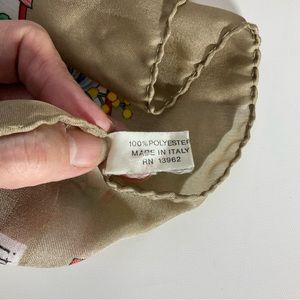 100% POLYESTER
MADE IN ITALY
RN 13962